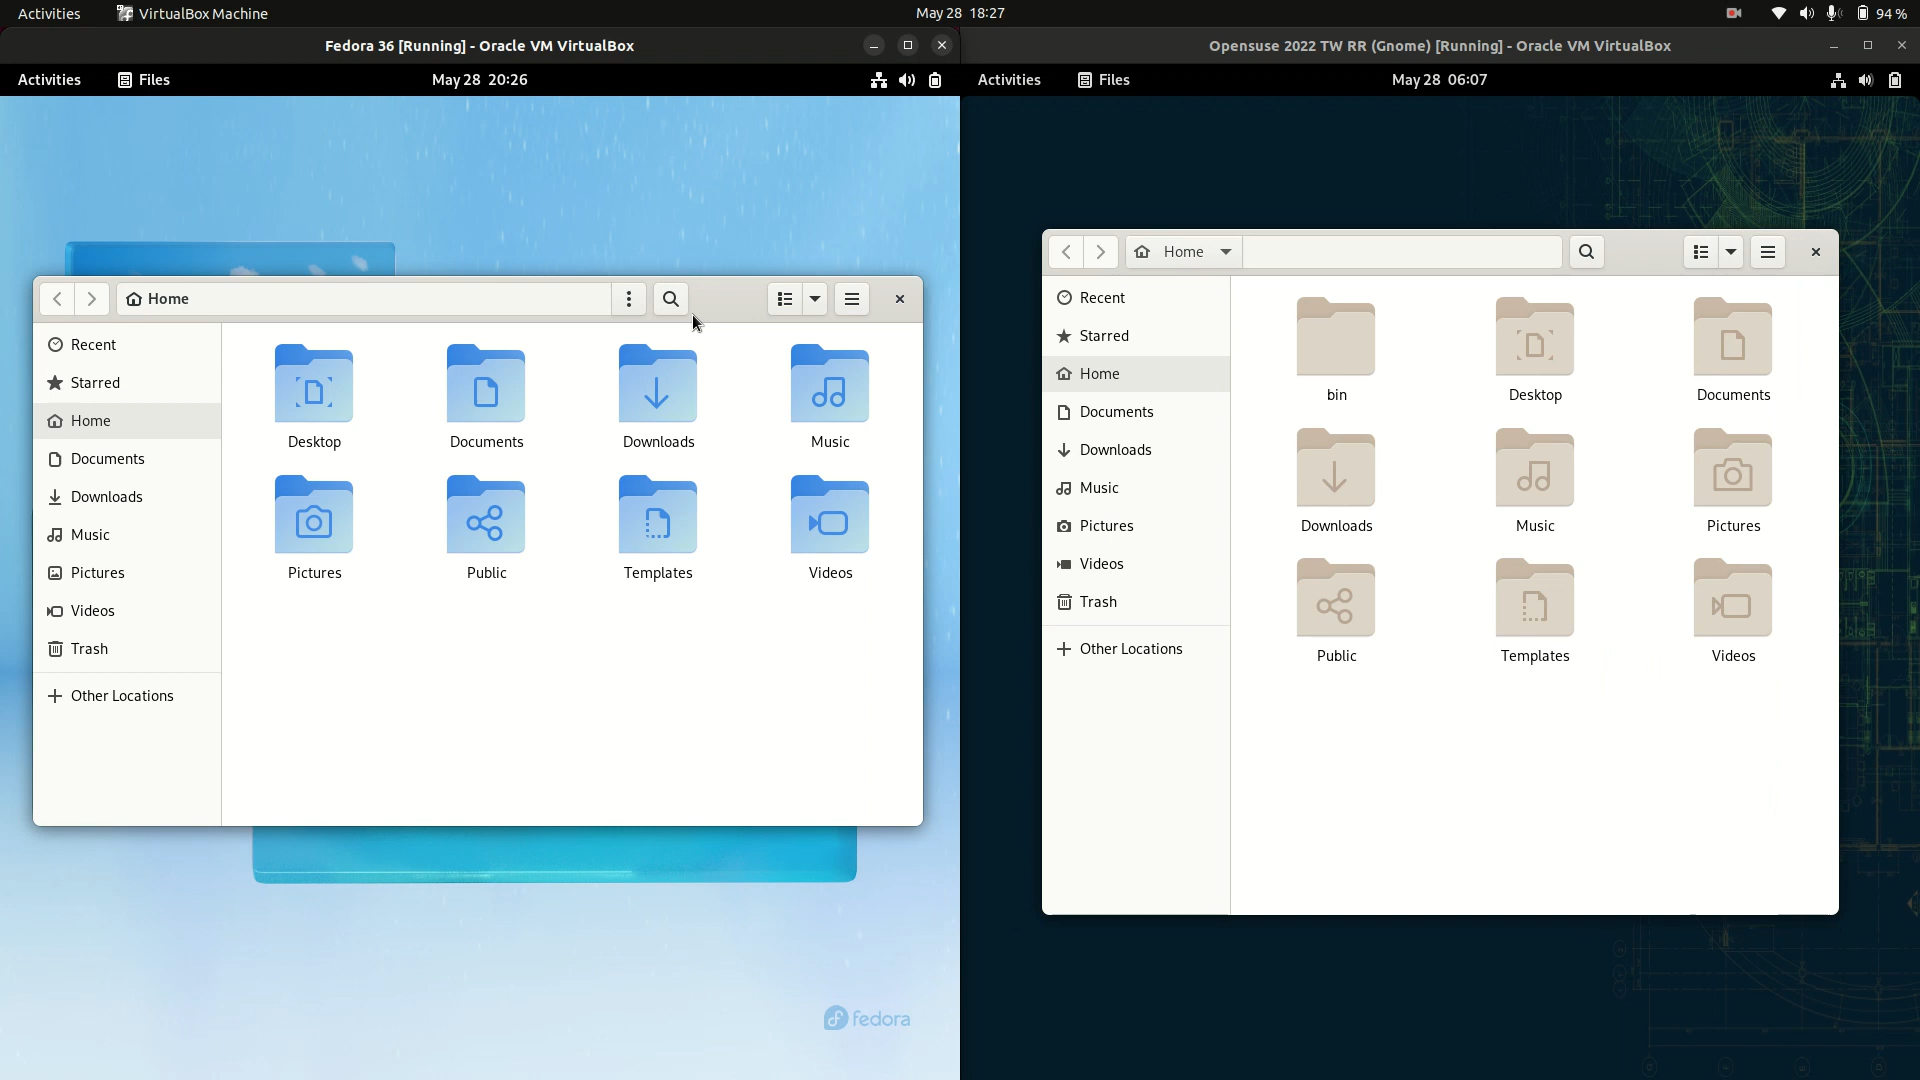 Activities VirtualBox Machine May 28 18:27 94 %
Fedora 36 [Running] - Oracle VM VirtualBox
Activities Files May 28 20:26
Home
Recent
Starred
Home
Documents
Downloads
Music
Pictures
Videos
Trash
Other Locations
Desktop Documents Downloads Music
Pictures Public Templates Videos
fedora
Opensuse 2022 TW RR (Gnome) [Running] - Oracle VM VirtualBox
Activities Files May 28 06:07
Home
Recent
Starred
Home
Documents
Downloads
Music
Pictures
Videos
Trash
Other Locations
bin Desktop Documents
Downloads Music Pictures
Public Templates Videos